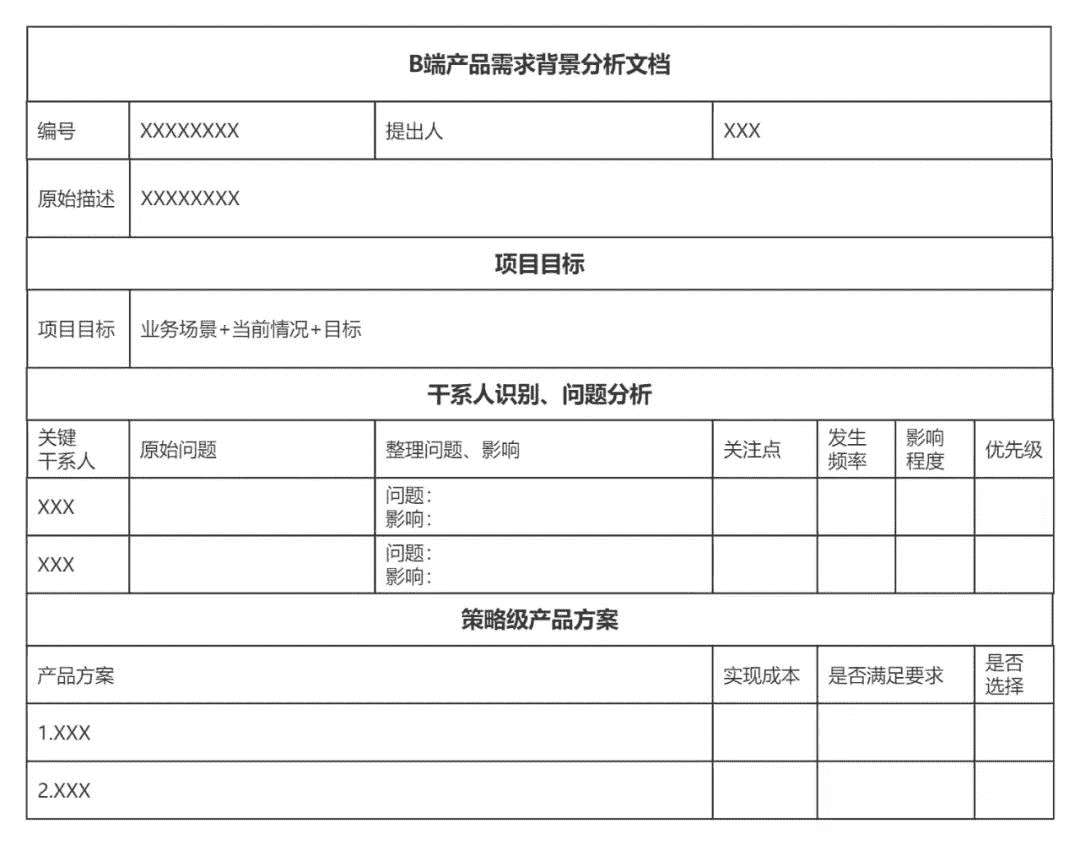 B端产品需求背景分析文档
编号 XXXXXXXX 提出人 XXX
原始描述 XXXXXXXX
项目目标
项目目标 业务场景+当前情况+目标
干系人识别、问题分析
关键
干系人
原始问题
整理问题、影响
关注点
发生
频率
影响
程度
优先级
XXX
问题：
影响：
XXX
问题：
影响：
策略级产品方案
产品方案
实现成本
是否满足要求
是否
选择
1.XXX
2.XXX